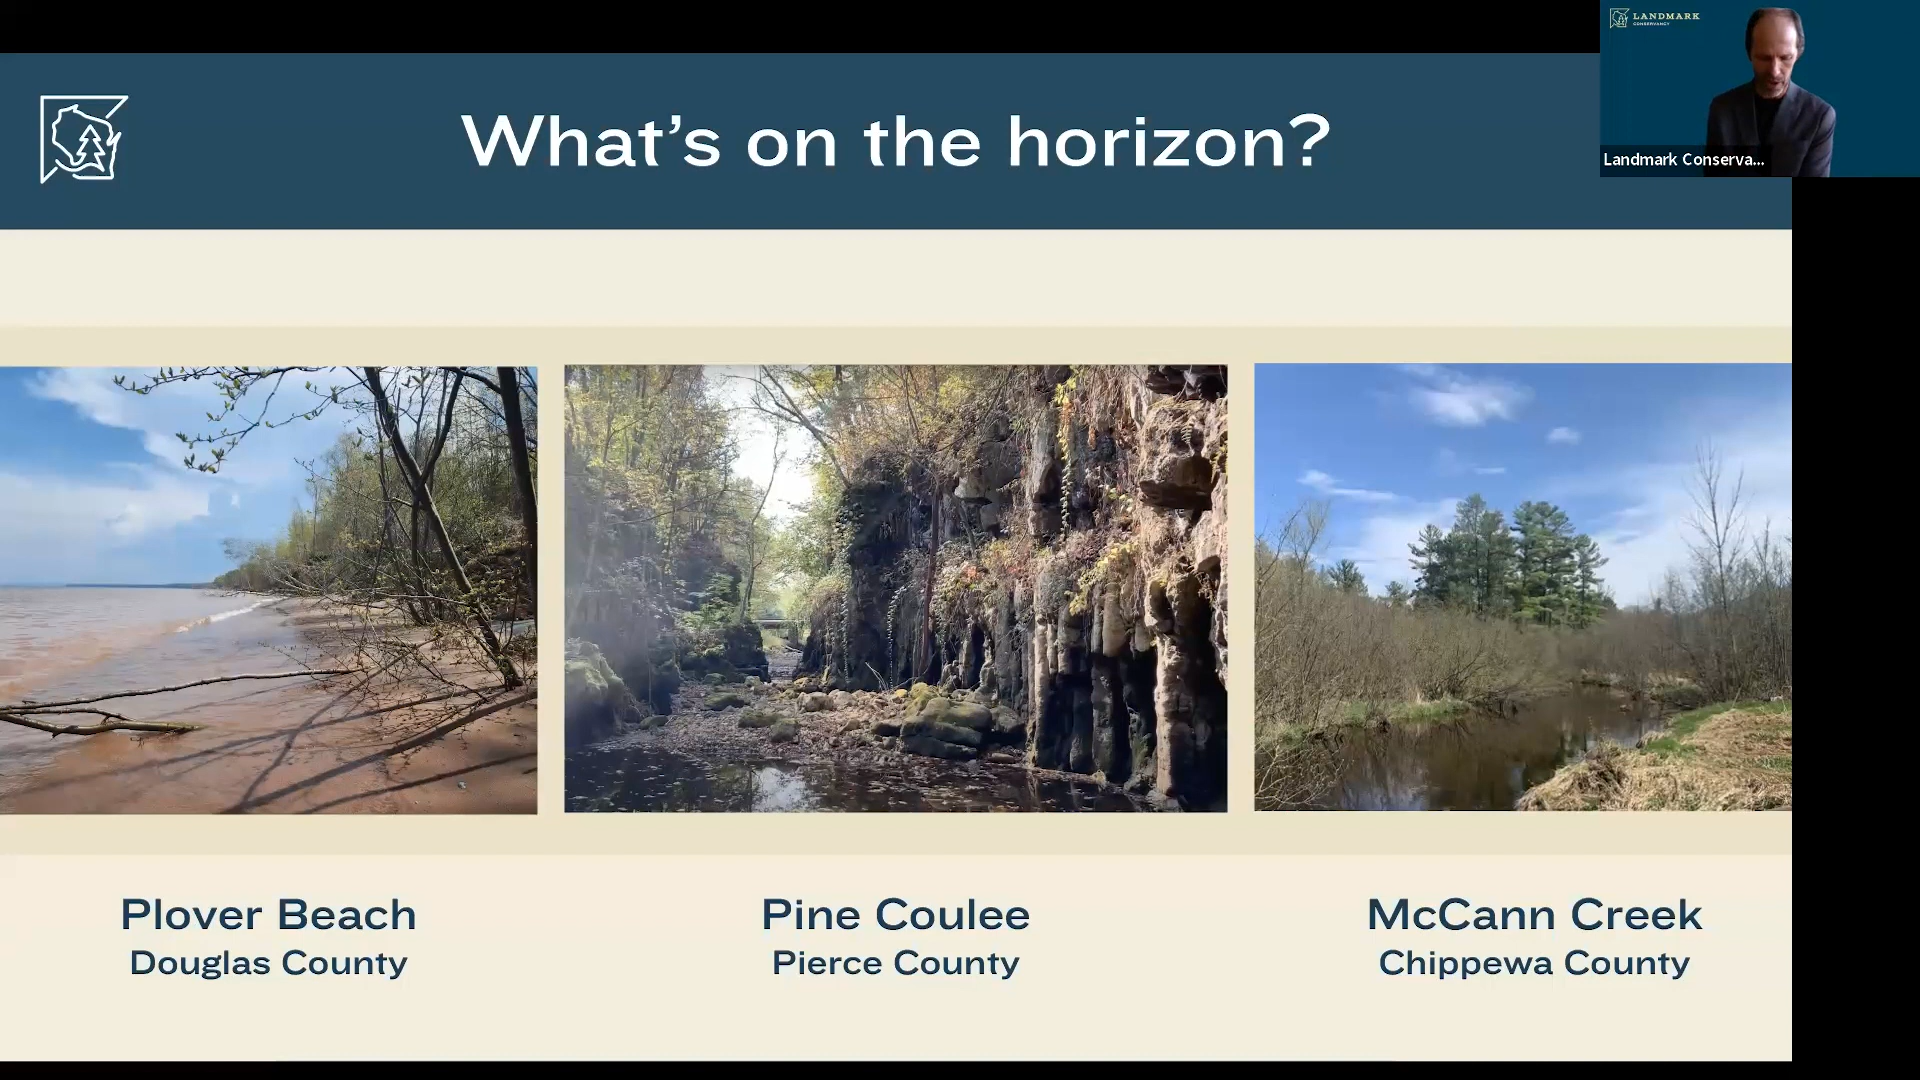 LANDMARK
CONSERVANCY
Landmark Conserva...
What's on the horizon?
Plover Beach
Douglas County
Pine Coulee
Pierce County
McCann Creek
Chippewa County